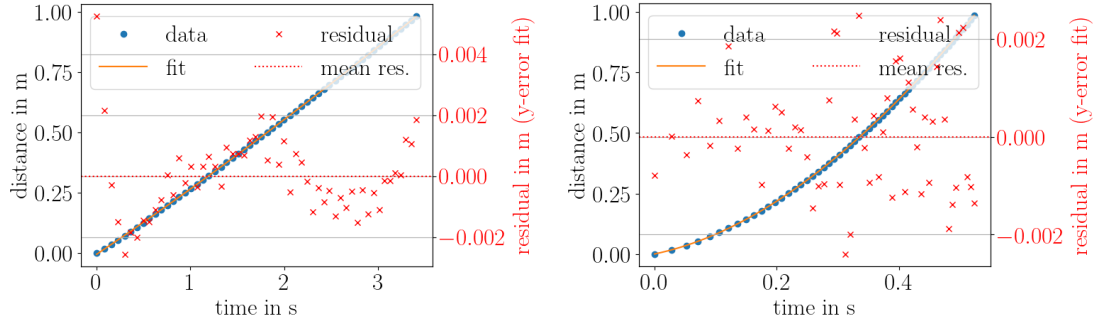 1.00
0.75
0.50
0.25
0.00
distance in m
data
fit
residual
mean res.
0.004
0.002
0.000
−0.002
residual in m (y-error fit)
0
1
2
3
time in s
1.00
0.75
0.50
0.25
0.00
distance in m
data
fit
residual
mean res.
0.002
0.000
−0.002
residual in m (y-error fit)
0.0
0.2
0.4
time in s